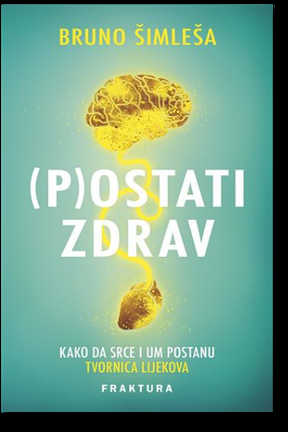 BRUNO ŠIMLEŠA
(P)OSTATI
ZDRAV
KAKO DA SRCE I UM POSTANU
TVORNICA LIJEKOVA
FRAKTURA